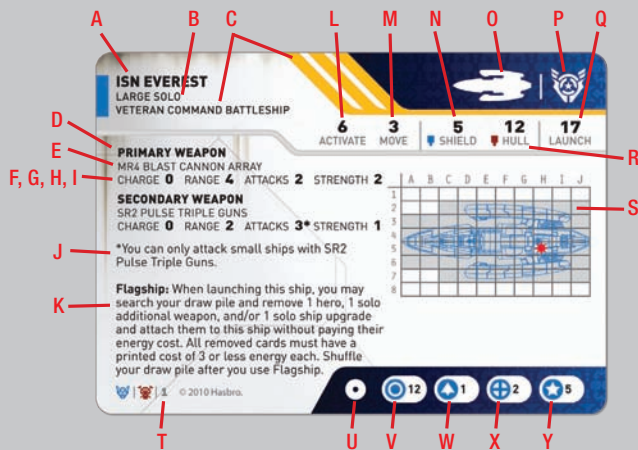 A B C L M N O P Q
ISN EVEREST
LARGE SOLO
VETERAN COMMAND BATTLESHIP
6 3 5 12 17
ACTIVATE MOVE SHIELD HULL LAUNCH
R
D
PRIMARY WEAPON
E
MR4 BLAST CANNON ARRAY
F, G, H, I
CHARGE 0 RANGE 4 ATTACKS 2 STRENGTH 2
SECONDARY WEAPON
SR2 PULSE TRIPLE GUNS
CHARGE 0 RANGE 2 ATTACKS 3* STRENGTH 1
J
*You can only attack small ships with SR2
Pulse Triple Guns.
K
Flagship: When launching this ship, you may
search your draw pile and remove 1 hero, 1 solo
additional weapon, and/or 1 solo ship upgrade
and attach them to this ship without paying their
energy cost. All removed cards must have a
printed cost of 3 or less energy each. Shuffle
your draw pile after you use Flagship.
A B C D E F G H I J
1
2
3
4
5
6
7
8
S
1 © 2010 Hasbro.
12 1 2 5
T U V W X Y